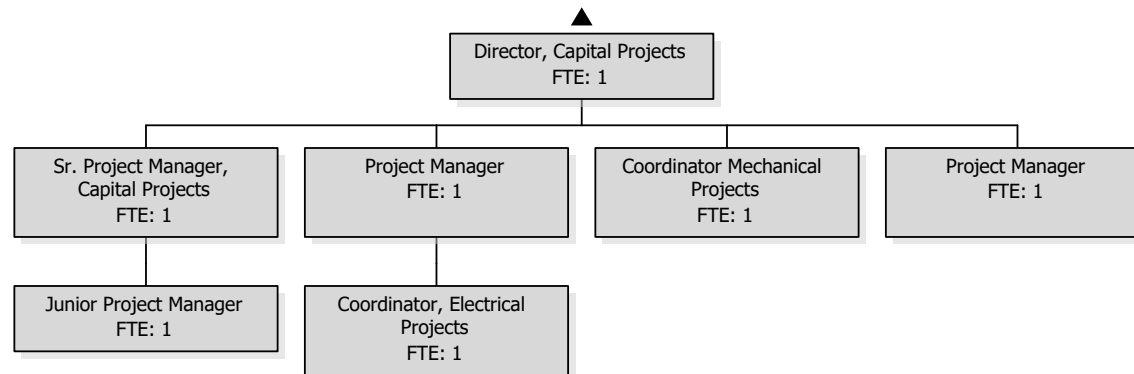 Director, Capital Projects
FTE: 1
Sr. Project Manager,
Capital Projects
FTE: 1
Project Manager
FTE: 1
Coordinator Mechanical
Projects
FTE: 1
Project Manager
FTE: 1
Junior Project Manager
FTE: 1
Coordinator, Electrical
Projects
FTE: 1